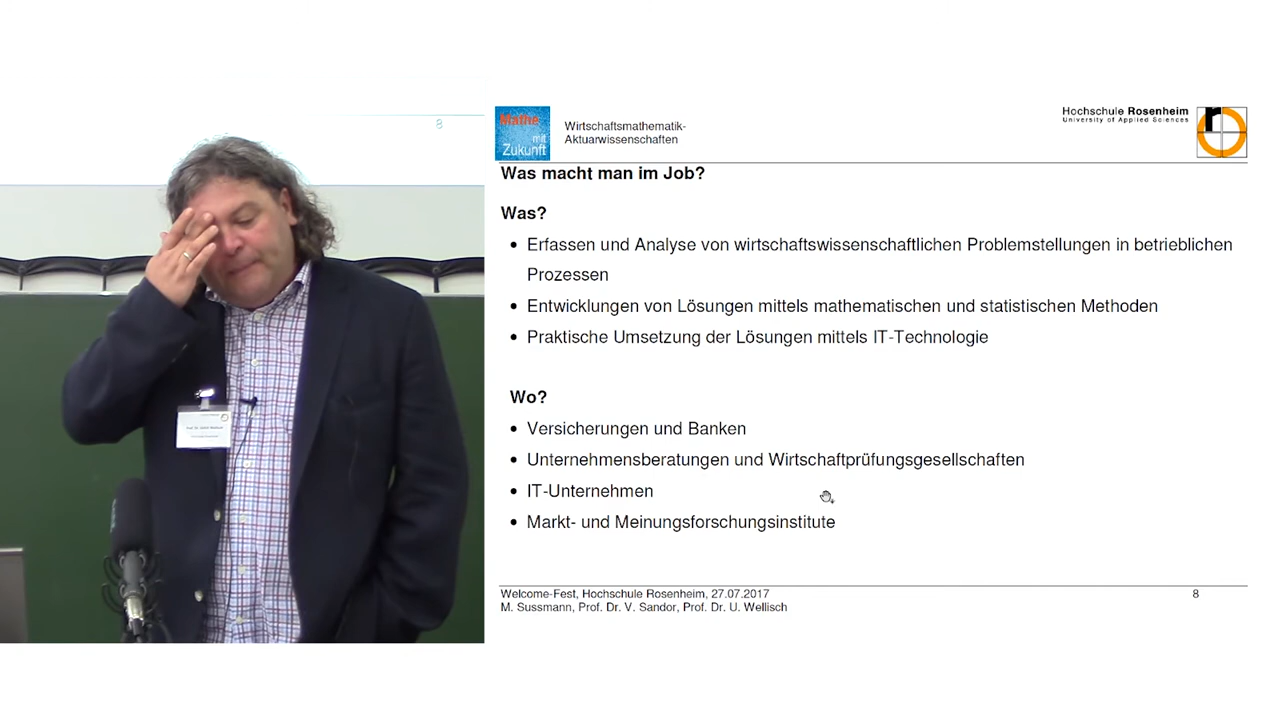 8
Mathe
mit
Zukunft
Wirtschaftsmathematik-
Aktuarwissenschaften
Hochschule Rosenheim
University of Applied Sciences
Was macht man im Job?
Was?
• Erfassen und Analyse von wirtschaftswissenschaftlichen Problemstellungen in betrieblichen
Prozessen
• Entwicklungen von Lösungen mittels mathematischen und statistischen Methoden
• Praktische Umsetzung der Lösungen mittels IT-Technologie
Wo?
• Versicherungen und Banken
• Unternehmensberatungen und Wirtschaftprüfungsgesellschaften
• IT-Unternehmen
• Markt- und Meinungsforschungsinstitute
Welcome-Fest, Hochschule Rosenheim, 27.07.2017
8
M. Sussmann, Prof. Dr. V. Sandor, Prof. Dr. U. Wellisch